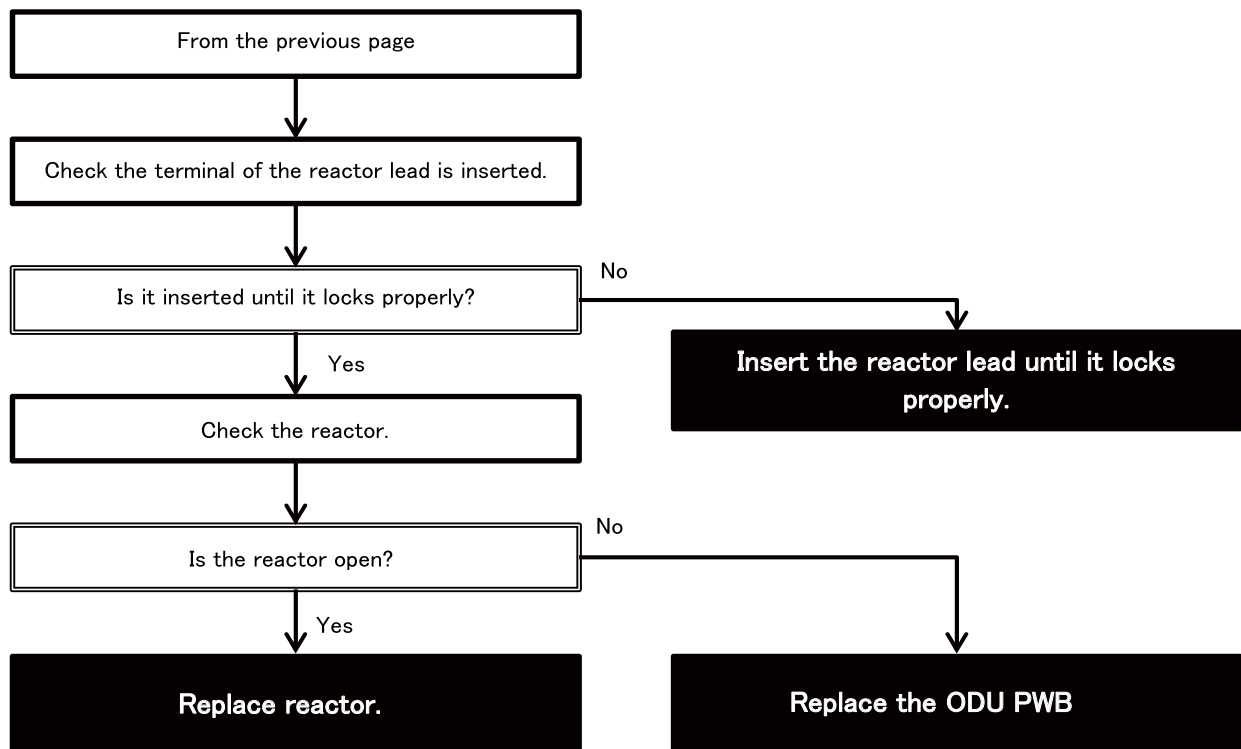 From the previous page
Check the terminal of the reactor lead is inserted.
Is it inserted until it locks properly?
No
Insert the reactor lead until it locks
properly.
Yes
Check the reactor.
Is the reactor open?
No
Yes
Replace reactor.
Replace the ODU PWB